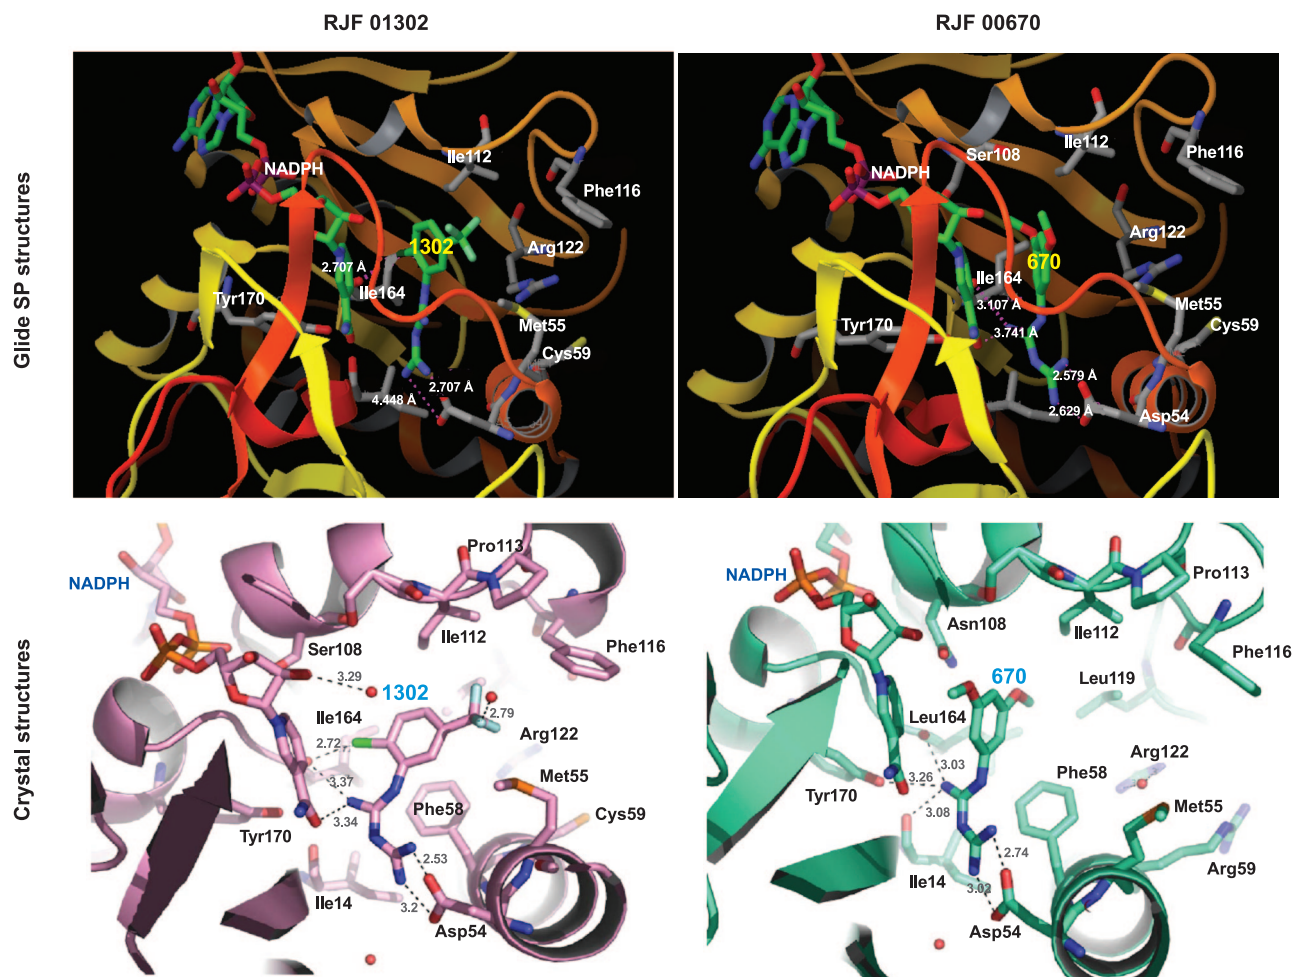 RJF 01302
RJF 00670
Glide SP structures
Ile112
NADPH
Phe116
1302
Arg122
2.707 Å
Ile164
Tyr170
Met55
Cys59
2.707 Å
4.448 Å
Ser108
Ile112
Phe116
NADPH
Arg122
670
Ile164
3.107 Å
Met55
Tyr170
3.741 Å
Cys59
2.579 Å
2.629 Å
Asp54
Crystal structures
Pro113
NADPH
Ile112
Ser108
Phe116
3.29
1302
Ile164
2.79
2.72
Arg122
3.37
Met55
Phe58
Cys59
Tyr170
3.34
2.53
Ile14
3.2
Asp54
Pro113
NADPH
Asn108
Ile112
Phe116
670
Leu119
Leu164
Arg122
3.03
3.26
Phe58
Tyr170
3.08
Met55
2.74
Arg59
Ile14
3.02
Asp54